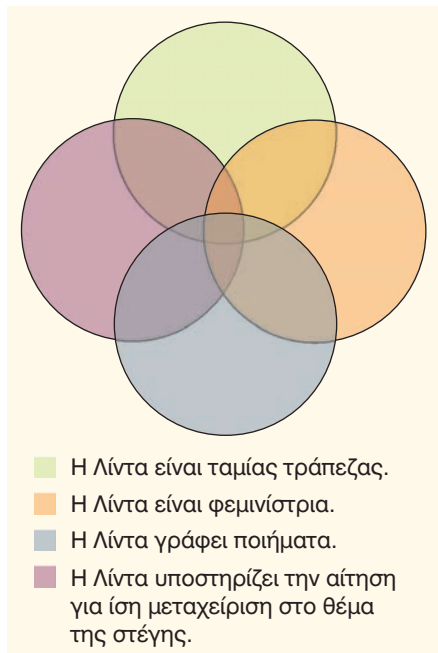 Η Λίντα είναι ταμίας τράπεζας.
Η Λίντα είναι φεμινίστρια.
Η Λίντα γράφει ποιήματα.
Η Λίντα υποστηρίζει την αίτηση
για ίση μεταχείριση στο θέμα
της στέγης.